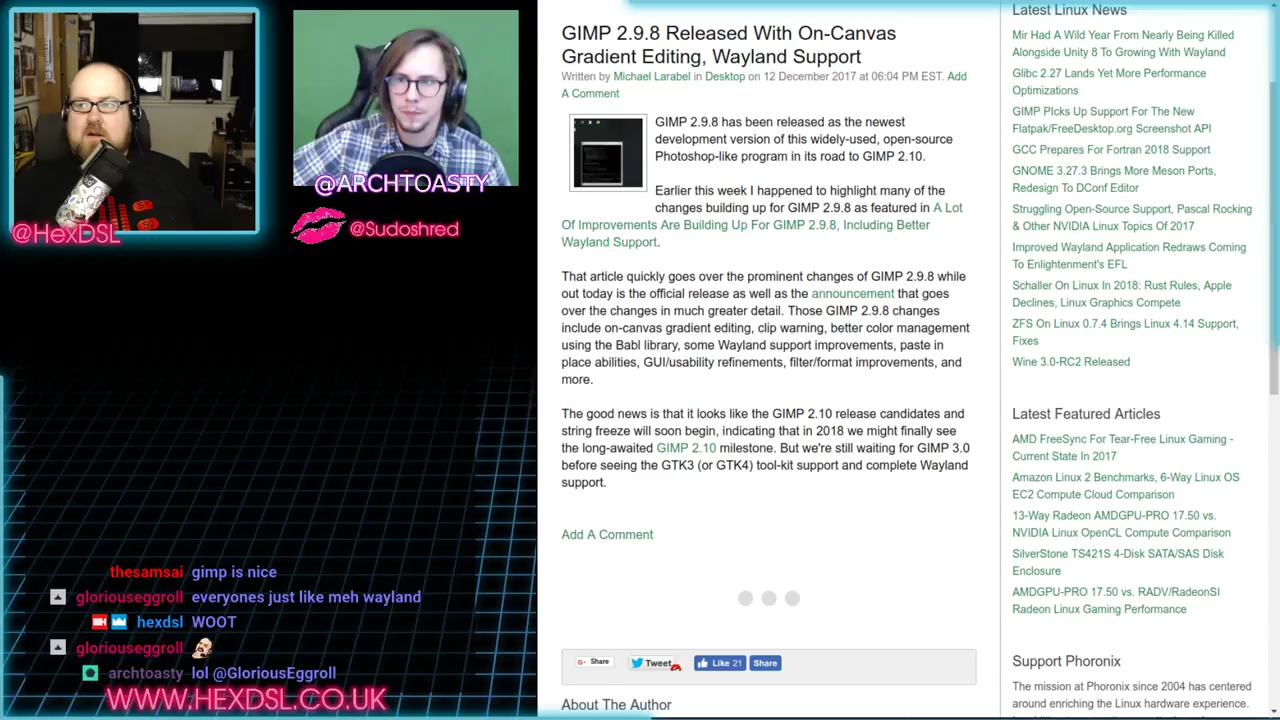 @HexDSL
@ARCHTOASTY
@Sudoshred
GIMP 2.9.8 Released With On-Canvas
Gradient Editing, Wayland Support
Written by Michael Larabel in Desktop on 12 December 2017 at 06:04 PM EST. Add
A Comment
GIMP 2.9.8 has been released as the newest
development version of this widely-used, open-source
Photoshop-like program in its road to GIMP 2.10.
Earlier this week I happened to highlight many of the
changes building up for GIMP 2.9.8 as featured in A Lot
Of Improvements Are Building Up For GIMP 2.9.8, Including Better
Wayland Support.
That article quickly goes over the prominent changes of GIMP 2.9.8 while
out today is the official release as well as the announcement that goes
over the changes in much greater detail. Those GIMP 2.9.8 changes
include on-canvas gradient editing, clip warning, better color management
using the Babl library, some Wayland support improvements, paste in
place abilities, GUI/usability refinements, filter/format improvements, and
more.
The good news is that it looks like the GIMP 2.10 release candidates and
string freeze will soon begin, indicating that in 2018 we might finally see
the long-awaited GIMP 2.10 milestone. But we're still waiting for GIMP 3.0
before seeing the GTK3 (or GTK4) tool-kit support and complete Wayland
support.
Add A Comment
Share
Tweet
Like 21
Share
About The Author
Latest Linux News
Mir Had A Wild Year From Nearly Being Killed
Alongside Unity 8 To Growing With Wayland
Glibc 2.27 Lands Yet More Performance
Optimizations
GIMP PIcks Up Support For The New
Flatpak/FreeDesktop.org Screenshot API
GCC Prepares For Fortran 2018 Support
GNOME 3.27.3 Brings More Meson Ports,
Redesign To DConf Editor
Struggling Open-Source Support, Pascal Rocking
& Other NVIDIA Linux Topics Of 2017
Improved Wayland Application Redraws Coming
To Enlightenment's EFL
Schaller On Linux In 2018: Rust Rules, Apple
Declines, Linux Graphics Compete
ZFS On Linux 0.7.4 Brings Linux 4.14 Support,
Fixes
Wine 3.0-RC2 Released
Latest Featured Articles
AMD FreeSync For Tear-Free Linux Gaming -
Current State In 2017
Amazon Linux 2 Benchmarks, 6-Way Linux OS
EC2 Compute Cloud Comparison
13-Way Radeon AMDGPU-PRO 17.50 vs.
NVIDIA Linux OpenCL Compute Comparison
SilverStone TS421S 4-Disk SATA/SAS Disk
Enclosure
AMDGPU-PRO 17.50 vs. RADV/RadeonSI
Radeon Linux Gaming Performance
Support Phoronix
The mission at Phoronix since 2004 has centered
around enriching the Linux hardware experience.
thesamsai gimp is nice
gloriouseggroll everyones just like meh wayland
hexdsl WOOT
gloriouseggroll
archtoasty lol @GloriousEggroll
WWW.HEXDSL.CO.UK